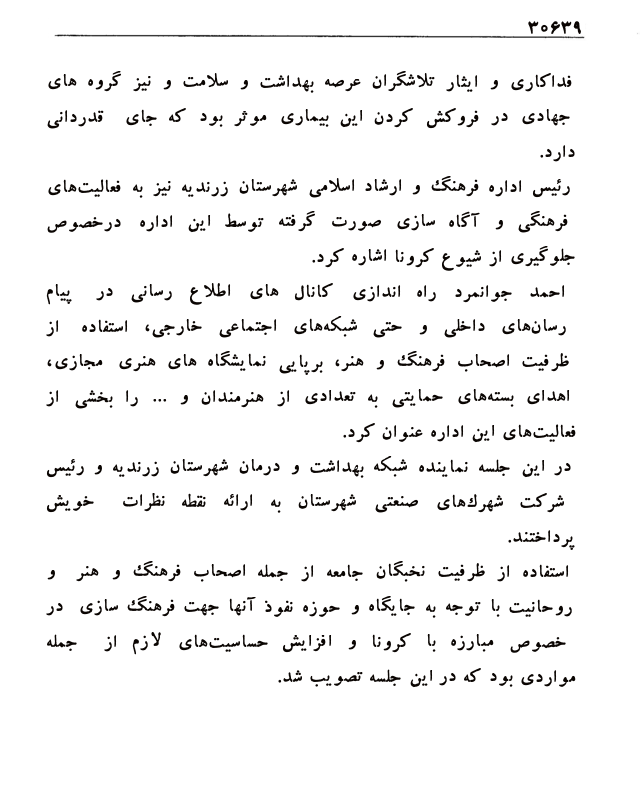 ۳۰۶۳۹
فداکاری و ایثار تلاشگران عرصه بهداشت و سلامت و نیز گروه های
جهادی در فروکش کردن این بیماری موثر بود که جای قدردانی
دارد.
رئیس اداره فرهنگ و ارشاد اسلامی شهرستان زرندیه نیز به فعالیت‌های
فرهنگی و آگاه سازی صورت گرفته توسط این اداره درخصوص
جلوگیری از شیوع کرونا اشاره کرد.
احمد جوانمرد راه اندازی کانال های اطلاع رسانی در پیام
رسان‌های داخلی و حتی شبکه‌های اجتماعی خارجی، استفاده از
ظرفیت اصحاب فرهنگ و هنر، برپایی نمایشگاه های هنری مجازی،
اهدای بسته‌های حمایتی به تعدادی از هنرمندان و ... را بخشی از
فعالیت‌های این اداره عنوان کرد.
در این جلسه نماینده شبکه بهداشت و درمان شهرستان زرندیه و رئیس
شرکت شهرک‌های صنعتی شهرستان به ارائه نقطه نظرات خویش
پرداختند.
استفاده از ظرفیت نخبگان جامعه از جمله اصحاب فرهنگ و هنر و
روحانیت با توجه به جایگاه و حوزه نفوذ آنها جهت فرهنگ سازی در
خصوص مبارزه با کرونا و افزایش حساسیت‌های لازم از جمله
مواردی بود که در این جلسه تصویب شد.